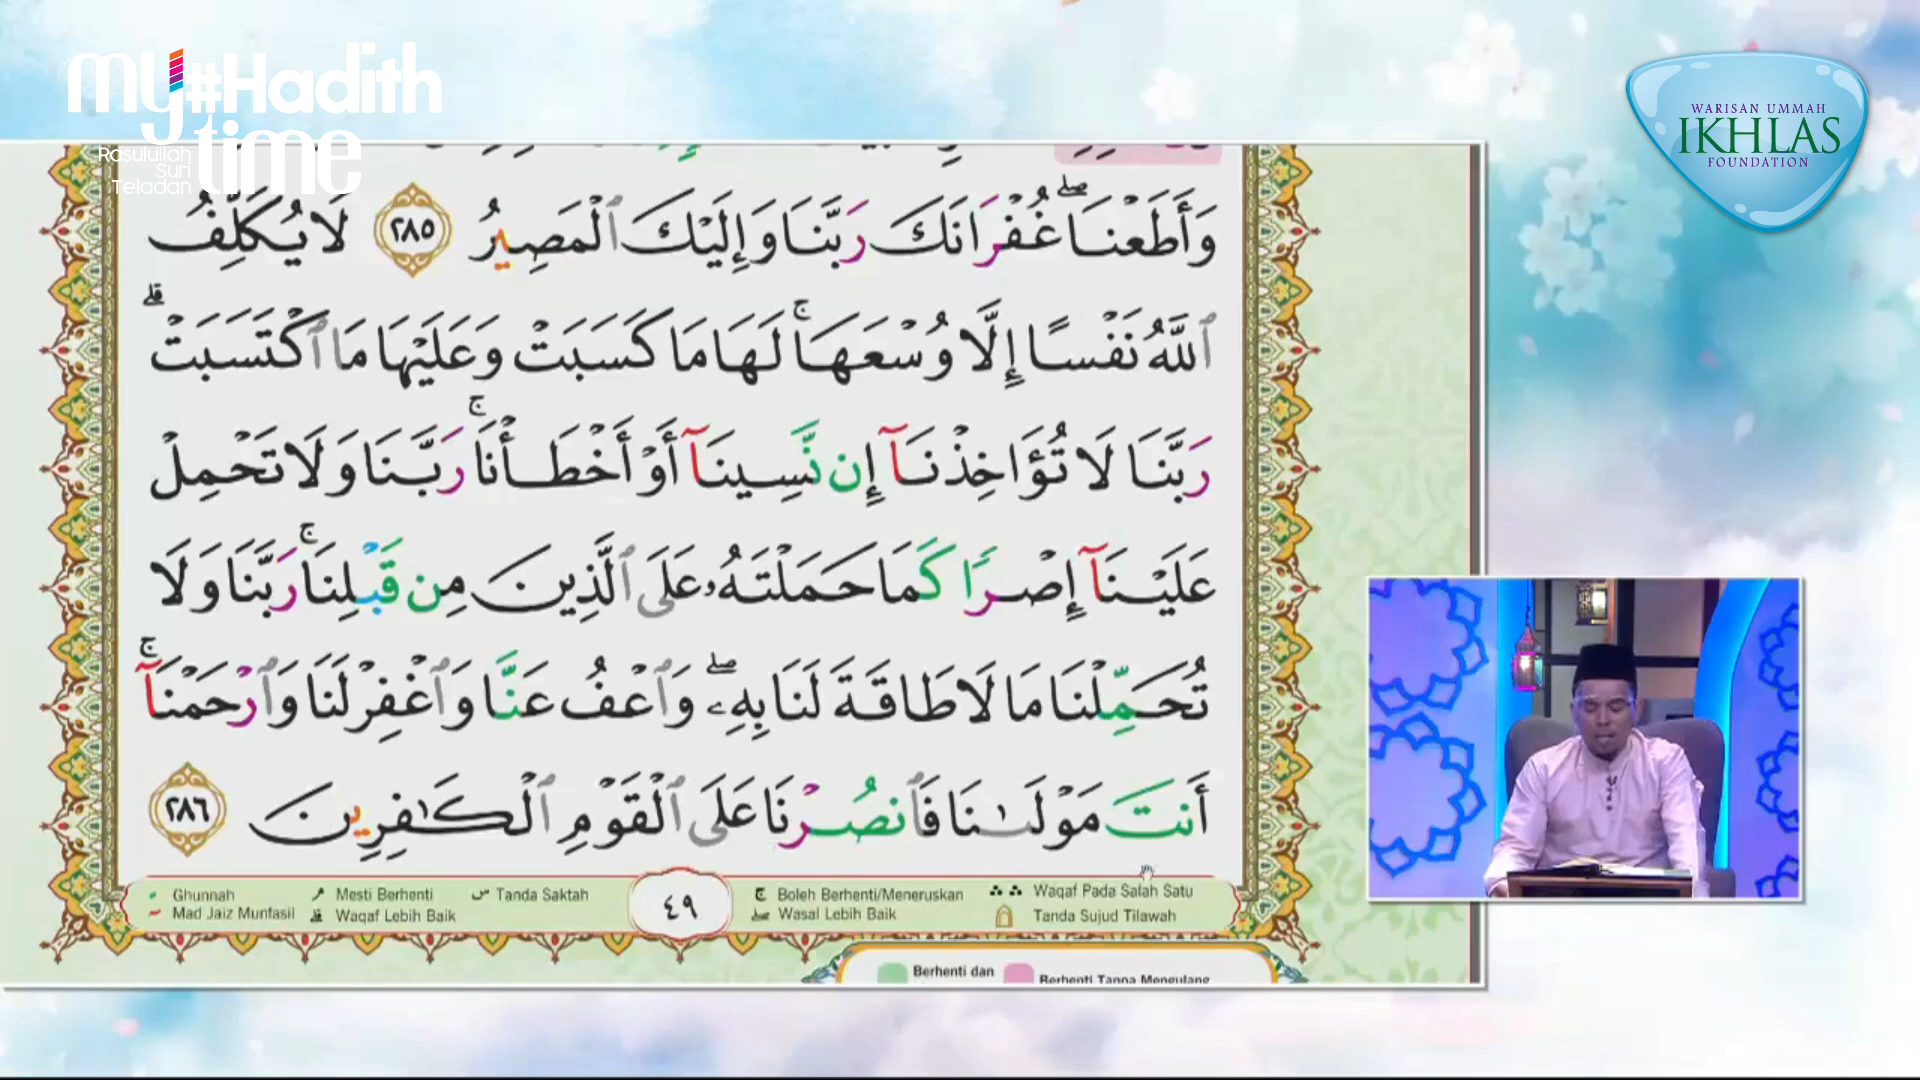 my#Hadith
time
Rasulullah
Suri
Teladan
WARISAN UMMAH
IKHLAS
FOUNDATION
وَأَطَعْنَا ۖ غُفْرَانَكَ رَبَّنَا وَإِلَيْكَ ٱلْمَصِيرُ ٢٨٥ لَا يُكَلِّفُ
ٱللَّهُ نَفْسًا إِلَّا وُسْعَهَا ۚ لَهَا مَا كَسَبَتْ وَعَلَيْهَا مَا ٱكْتَسَبَتْ ۗ
رَبَّنَا لَا تُؤَاخِذْنَآ إِن نَّسِينَآ أَوْ أَخْطَأْنَا ۚ رَبَّنَا وَلَا تَحْمِلْ
عَلَيْنَآ إِصْرًا كَمَا حَمَلْتَهُۥ عَلَى ٱلَّذِينَ مِن قَبْلِنَا ۚ رَبَّنَا وَلَا
تُحَمِّلْنَا مَا لَا طَاقَةَ لَنَا بِهِۦ ۖ وَٱعْفُ عَنَّا وَٱغْفِرْ لَنَا وَٱرْحَمْنَآ ۚ
أَنتَ مَوْلَىٰنَا فَٱنصُرْنَا عَلَى ٱلْقَوْمِ ٱلْكَٰفِرِينَ ٢٨٦
Ghunnah
Mad Jaiz Munfasil
Mesti Berhenti
Waqaf Lebih Baik
Tanda Saktah
٤٩
Boleh Berhenti/Meneruskan
Wasal Lebih Baik
Waqaf Pada Salah Satu
Tanda Sujud Tilawah
Berhenti dan
Berhenti Tanpa Mengulang